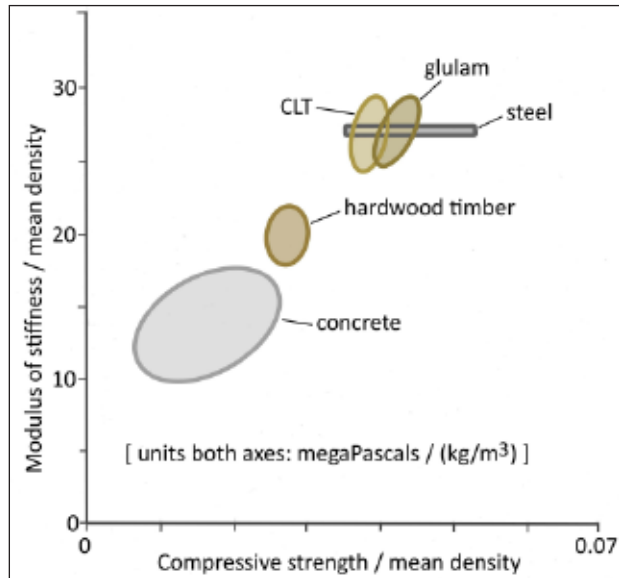 glulam
30
CLT
steel
hardwood timber
20
concrete
10
[ units both axes: megaPascals / (kg/m³) ]
0
0
0.07
Compressive strength / mean density
Modulus of stiffness / mean density